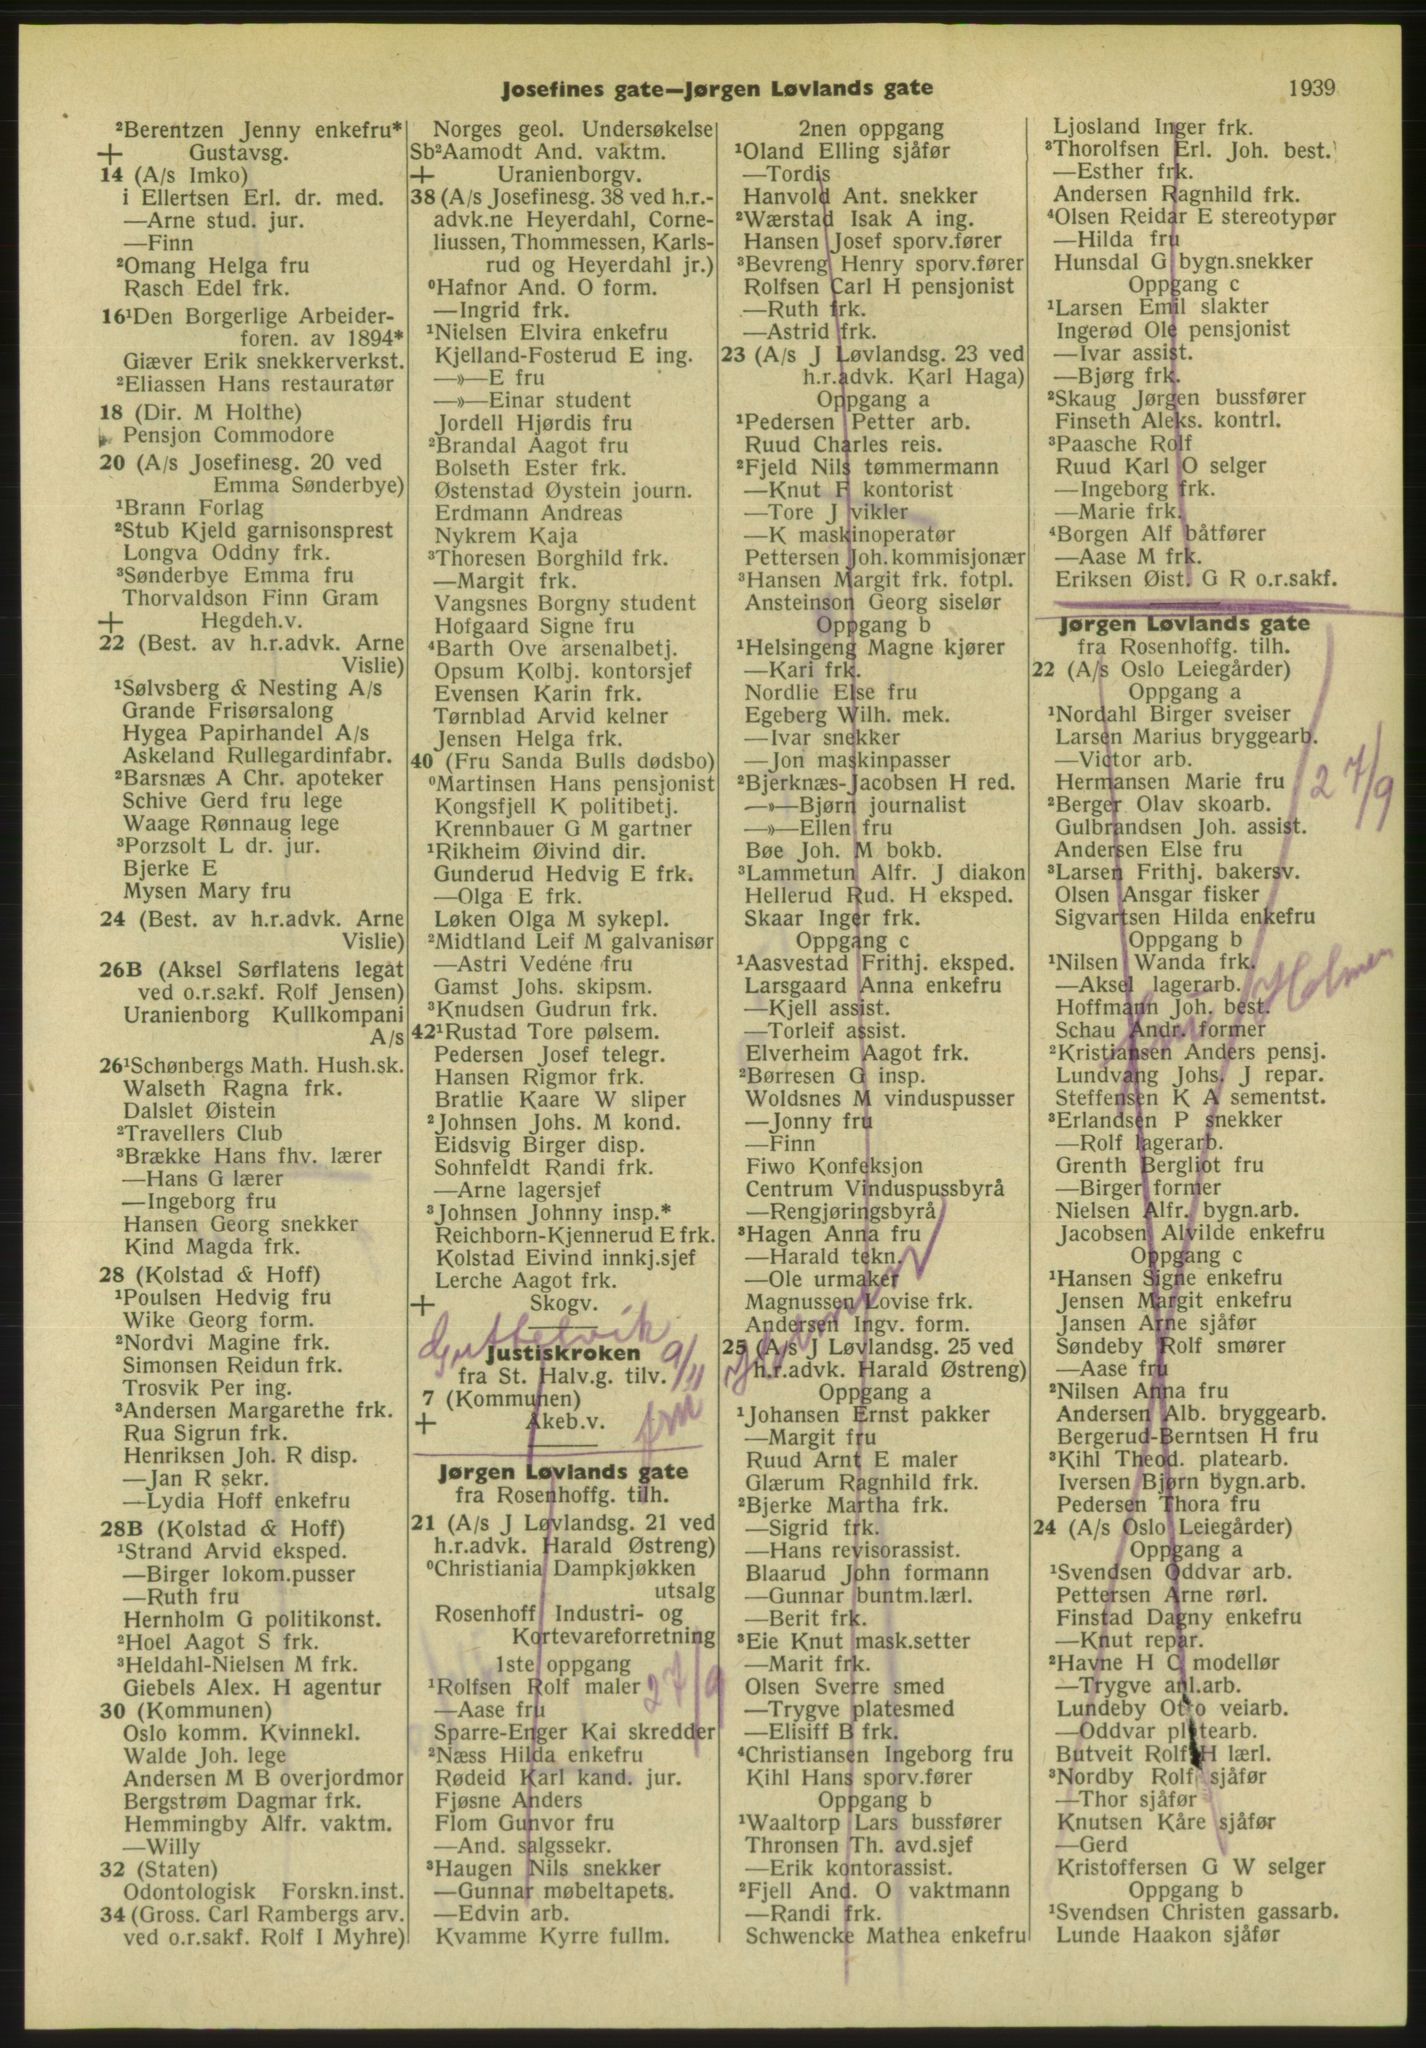 Josefines gate—Jørgen Løvlands gate
1939
²Berentzen Jenny enkefru*
+ Gustavsg.
14 (A/s Imko)
i Ellertsen Erl. dr. med.
—Arne stud. jur.
—Finn
²Omang Helga fru
Rasch Edel frk.
16¹Den Borgerlige Arbeider-
foren. av 1894*
Giæver Erik snekkerverkst.
²Eliassen Hans restauratør
18 (Dir. M Holthe)
Pensjon Commodore
20 (A/s Josefinesg. 20 ved
Emma Sønderbye)
¹Brann Forlag
²Stub Kjeld garnisonsprest
Longva Oddny frk.
³Sønderbye Emma fru
Thorvaldson Finn Gram
+ Hegdeh.v.
22 (Best. av h.r.advk. Arne
Vislie)
¹Sølvsberg & Nesting A/s
Grande Frisørsalong
Hygea Papirhandel A/s
Askeland Rullegardinfabr.
²Barsnæs A Chr. apoteker
Schive Gerd fru lege
Waage Rønnaug lege
³Porzsolt L dr. jur.
Bjerke E
Mysen Mary fru
24 (Best. av h.r.advk. Arne
Vislie)
26B (Aksel Sørflatens legat
ved o.r.sakf. Rolf Jensen)
Uranienborg Kullkompani
A/s
26¹Schønbergs Math. Hush.sk.
Walseth Ragna frk.
Dalslet Øistein
²Travellers Club
³Brække Hans fhv. lærer
—Hans G lærer
—Ingeborg fru
Hansen Georg snekker
Kind Magda frk.
28 (Kolstad & Hoff)
¹Poulsen Hedvig fru
Wike Georg form.
²Nordvi Magine frk.
Simonsen Reidun frk.
Trosvik Per ing.
³Andersen Margarethe frk.
Rua Sigrun frk.
Henriksen Joh. R disp.
—Jan R sekr.
—Lydia Hoff enkefru
28B (Kolstad & Hoff)
¹Strand Arvid eksped.
—Birger lokom.pusser
—Ruth fru
Hernholm G politikonst.
²Hoel Aagot S frk.
³Heldahl-Nielsen M frk.
Giebels Alex. H agentur
30 (Kommunen)
Oslo komm. Kvinnekl.
Walde Joh. lege
Andersen M B overjordmor
Bergstrøm Dagmar frk.
Hemmingby Alfr. vaktm.
—Willy
32 (Staten)
Odontologisk Forskn.inst.
34 (Gross. Carl Rambergs arv.
ved o.r.sakf. Rolf I Myhre)
Norges geol. Undersøkelse
Sb²Aamodt And. vaktm.
+ Uranienborgv.
38 (A/s Josefinesg. 38 ved h.r.-
advk.ne Heyerdahl, Corne-
liussen, Thommessen, Karls-
rud og Heyerdahl jr.)
⁰Hafnor And. O form.
—Ingrid frk.
¹Nielsen Elvira enkefru
Kjelland-Fosterud E ing.
—»—E fru
—»—Einar student
Jordell Hjørdis fru
²Brandal Aagot fru
Bolseth Ester frk.
Østenstad Øystein journ.
Erdmann Andreas
Nykrem Kaja
³Thoresen Borghild frk.
—Margit frk.
Vangsnes Borgny student
Hofgaard Signe fru
⁴Barth Ove arsenalbetj.
Opsum Kolbj. kontorsjef
Evensen Karin frk.
Tørnblad Arvid kelner
Jensen Helga frk.
40 (Fru Sanda Bulls dødsbo)
⁰Martinsen Hans pensjonist
Kongsfjell K politibetj.
Krennbauer G M gartner
¹Rikheim Øivind dir.
Gunderud Hedvig E frk.
—Olga E frk.
Løken Olga M sykepl.
²Midtland Leif M galvanisør
—Astri Vedéne fru
Gamst Johs. skipsm.
³Knudsen Gudrun frk.
42¹Rustad Tore pølsem.
Pedersen Josef telegr.
Hansen Rigmor frk.
Bratlie Kaare W sliper
²Johnsen Johs. M kond.
Eidsvig Birger disp.
Sohnfeldt Randi frk.
—Arne lagersjef
³Johnsen Johnny insp.*
Reichborn-Kjennerud E frk.
Kolstad Eivind innkj.sjef
Lerche Aagot frk.
+ Skogv.
9/11
Justiskroken
fra St. Halv.g. tilv.
7 (Kommunen)
+ Akeb.v.
fru
Jørgen Løvlands gate
fra Rosenhoffg. tilh.
21 (A/s J Løvlandsg. 21 ved
h.r.advk. Harald Østreng)
⁰Christiania Dampkjøkken
utsalg
Rosenhoff Industri- og
Kortevareforretning
1ste oppgang
¹Rolfsen Rolf maler
27/9
—Aase fru
Sparre-Enger Kai skredder
²Næss Hilda enkefru
Rødeid Karl kand. jur.
Fjøsne Anders
Flom Gunvor fru
—And. salgssekr.
³Haugen Nils snekker
—Gunnar møbeltapets.
—Edvin arb.
Kvamme Kyrre fullm.
2nen oppgang
¹Oland Elling sjåfør
—Tordis
Hanvold Ant. snekker
²Wærstad Isak A ing.
Hansen Josef sporv.fører
³Bevreng Henry sporv.fører
Rolfsen Carl H pensjonist
—Ruth frk.
—Astrid frk.
23 (A/s J Løvlandsg. 23 ved
h.r.advk. Karl Haga)
Oppgang a
¹Pedersen Petter arb.
Ruud Charles reis.
²Fjeld Nils tømmermann
—Knut F kontorist
—Tore J vikler
—K maskinoperatør
Pettersen Joh. kommisjonær
³Hansen Margit frk. fotpl.
Ansteinson Georg siselør
Oppgang b
¹Helsingeng Magne kjører
—Kari frk.
Nordlie Else fru
Egeberg Wilh. mek.
—Ivar snekker
—Jon maskinpasser
²Bjerknæs-Jacobsen H red.
—»—Bjørn journalist
—»—Ellen fru
Bøe Joh. M bokb.
³Lammetun Alfr. J diakon
Hellerud Rud. H eksped.
Skaar Inger frk.
Oppgang c
¹Aasvestad Frithj. eksped.
Larsgaard Anna enkefru
—Kjell assist.
—Torleif assist.
Elverheim Aagot frk.
²Børresen G insp.
Woldsnes M vinduspusser
—Jonny fru
—Finn
Fiwo Konfeksjon
Centrum Vinduspussbyrå
—Rengjøringsbyrå
³Hagen Anna fru
—Harald tekn.
—Ole urmaker
Magnussen Lovise frk.
Andersen Ingv. form.
25 (A/s J Løvlandsg. 25 ved
h.r.advk. Harald Østreng)
Oppgang a
¹Johansen Ernst pakker
—Margit fru
Ruud Arnt E maler
Glærum Ragnhild frk.
²Bjerke Martha frk.
—Sigrid frk.
—Hans revisorassist.
Blaarud John formann
—Gunnar buntm.lærl.
—Berit frk.
³Eie Knut mask.setter
—Marit frk.
Olsen Sverre smed
—Trygve platesmed
—Elisiff B frk.
⁴Christiansen Ingeborg fru
Kihl Hans sporv.fører
Oppgang b
¹Waaltorp Lars bussfører
Thronsen Th. avd.sjef
—Erik kontorassist.
²Fjell And. O vaktmann
—Randi frk.
Schwencke Mathea enkefru
Ljosland Inger frk.
³Thorolfsen Erl. Joh. best.
—Esther frk.
Andersen Ragnhild frk.
⁴Olsen Reidar E stereotypør
—Hilda fru
Hunsdal G bygn.snekker
Oppgang c
¹Larsen Emil slakter
Ingerød Ole pensjonist
—Ivar assist.
—Bjørg frk.
²Skaug Jørgen bussfører
Finseth Aleks. kontrl.
³Paasche Rolf
Ruud Karl O selger
—Ingeborg frk.
—Marie frk.
⁴Borgen Alf båtfører
—Aase M frk.
Eriksen Øist. G R o.r.sakf.
Jørgen Løvlands gate
fra Rosenhoffg. tilh.
22 (A/s Oslo Leiegårder)
Oppgang a
¹Nordahl Birger sveiser
Larsen Marius bryggearb.
—Victor arb.
Hermansen Marie fru
27/9
²Berger Olav skoarb.
Gulbrandsen Joh. assist.
Andersen Else fru
³Larsen Frithj. bakersv.
Olsen Ansgar fisker
Sigvartsen Hilda enkefru
Oppgang b
¹Nilsen Wanda frk.
—Aksel lagerarb.
Fru Holmen
Hoffmann Joh. best.
Schau Andr. former
²Kristiansen Anders pensj.
Lundvang Johs. J repar.
Steffensen K A sementst.
³Erlandsen P snekker
—Rolf lagerarb.
Grenth Bergliot fru
—Birger former
Nielsen Alfr. bygn.arb.
Jacobsen Alvilde enkefru
Oppgang c
¹Hansen Signe enkefru
Jensen Margit enkefru
Jansen Arne sjåfør
Søndeby Rolf smører
—Aase fru
²Nilsen Anna fru
Andersen Alb. bryggearb.
Bergerud-Berntsen H fru
³Kihl Theod. platearb.
Iversen Bjørn bygn.arb.
Pedersen Thora fru
24 (A/s Oslo Leiegårder)
Oppgang a
¹Svendsen Oddvar arb.
Pettersen Arne rørl.
Finstad Dagny enkefru
—Knut repar.
²Havne H C modellør
—Trygve anl.arb.
Lundeby Otto veiarb.
—Oddvar platearb.
Butveit Rolf H lærl.
³Nordby Rolf sjåfør
—Thor sjåfør
Knutsen Kåre sjåfør
—Gerd
Kristoffersen G W selger
Oppgang b
¹Svendsen Christen gassarb.
Lunde Haakon sjåfør